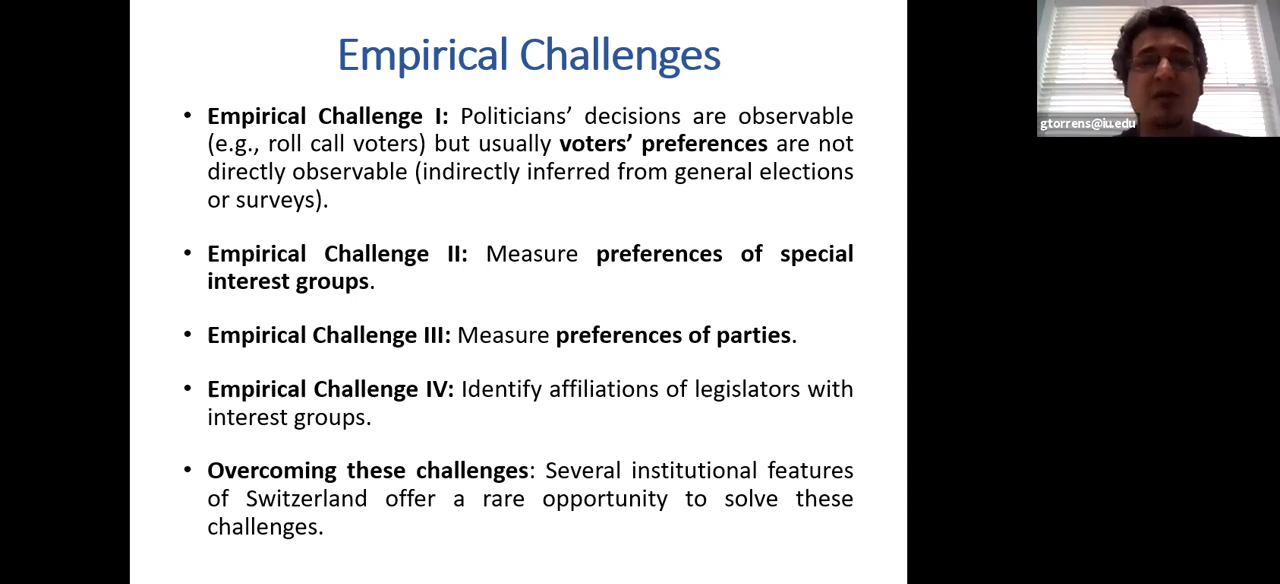 Empirical Challenges
• Empirical Challenge I: Politicians’ decisions are observable
(e.g., roll call voters) but usually voters’ preferences are not
directly observable (indirectly inferred from general elections
or surveys).
• Empirical Challenge II: Measure preferences of special
interest groups.
• Empirical Challenge III: Measure preferences of parties.
• Empirical Challenge IV: Identify affiliations of legislators with
interest groups.
• Overcoming these challenges: Several institutional features
of Switzerland offer a rare opportunity to solve these
challenges.
gtorrens@iu.edu